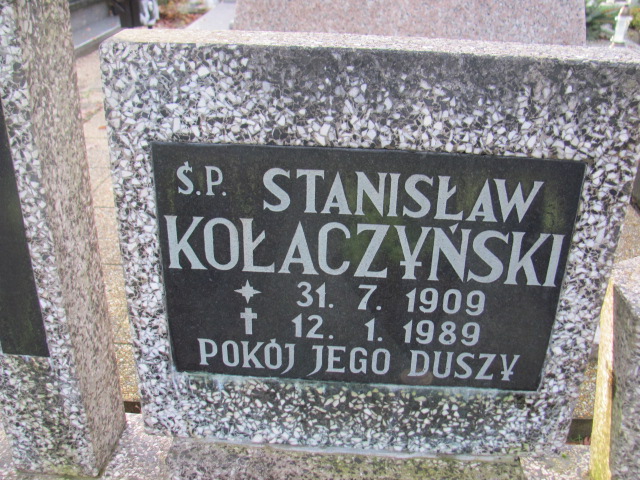 Ś.P. STANISŁAW
KOŁACZYŃSKI
31. 7. 1909
12. 1. 1989
POKÓJ JEGO DUSZY